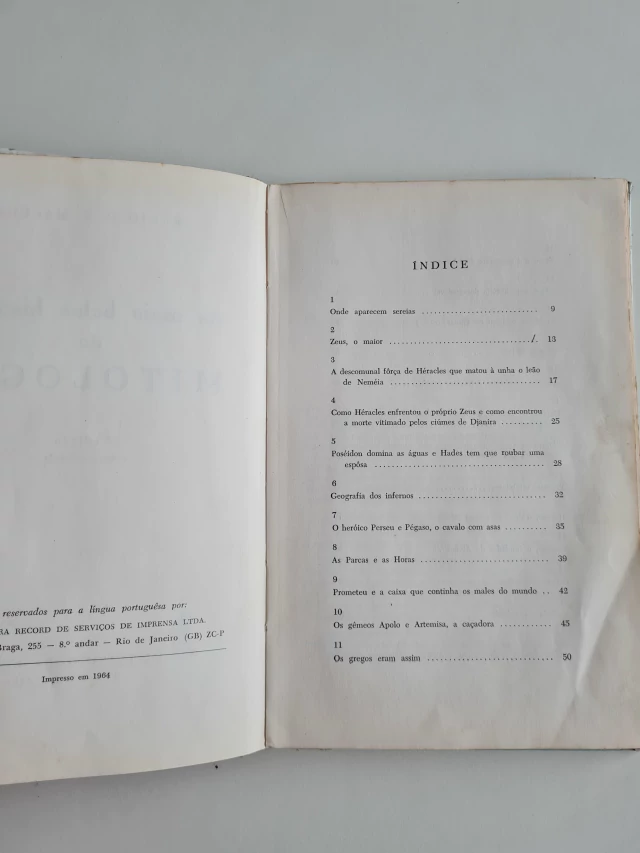 reservados para a língua portuguêsa por:
RA RECORD DE SERVIÇOS DE IMPRENSA LTDA.
Braga, 255 — 8.º andar — Rio de Janeiro (GB) ZC-P
Impresso em 1964
ÍNDICE
1
Onde aparecem sereias .......................... 9
2
Zeus, o maior ................................/. 13
3
A descomunal fôrça de Héracles que matou à unha o leão
de Neméia .................................. 17
4
Como Héracles enfrentou o próprio Zeus e como encontrou
a morte vitimado pelos ciúmes de Djanira .......... 25
5
Poséidon domina as águas e Hades tem que roubar uma
espôsa ...................................... 28
6
Geografia dos infernos ............................. 32
7
O heróico Perseu e Pégaso, o cavalo com asas .......... 35
8
As Parcas e as Horas ............................. 39
9
Prometeu e a caixa que continha os males do mundo .. 42
10
Os gêmeos Apolo e Artemisa, a caçadora ........... 45
11
Os gregos eram assim ............................ 50